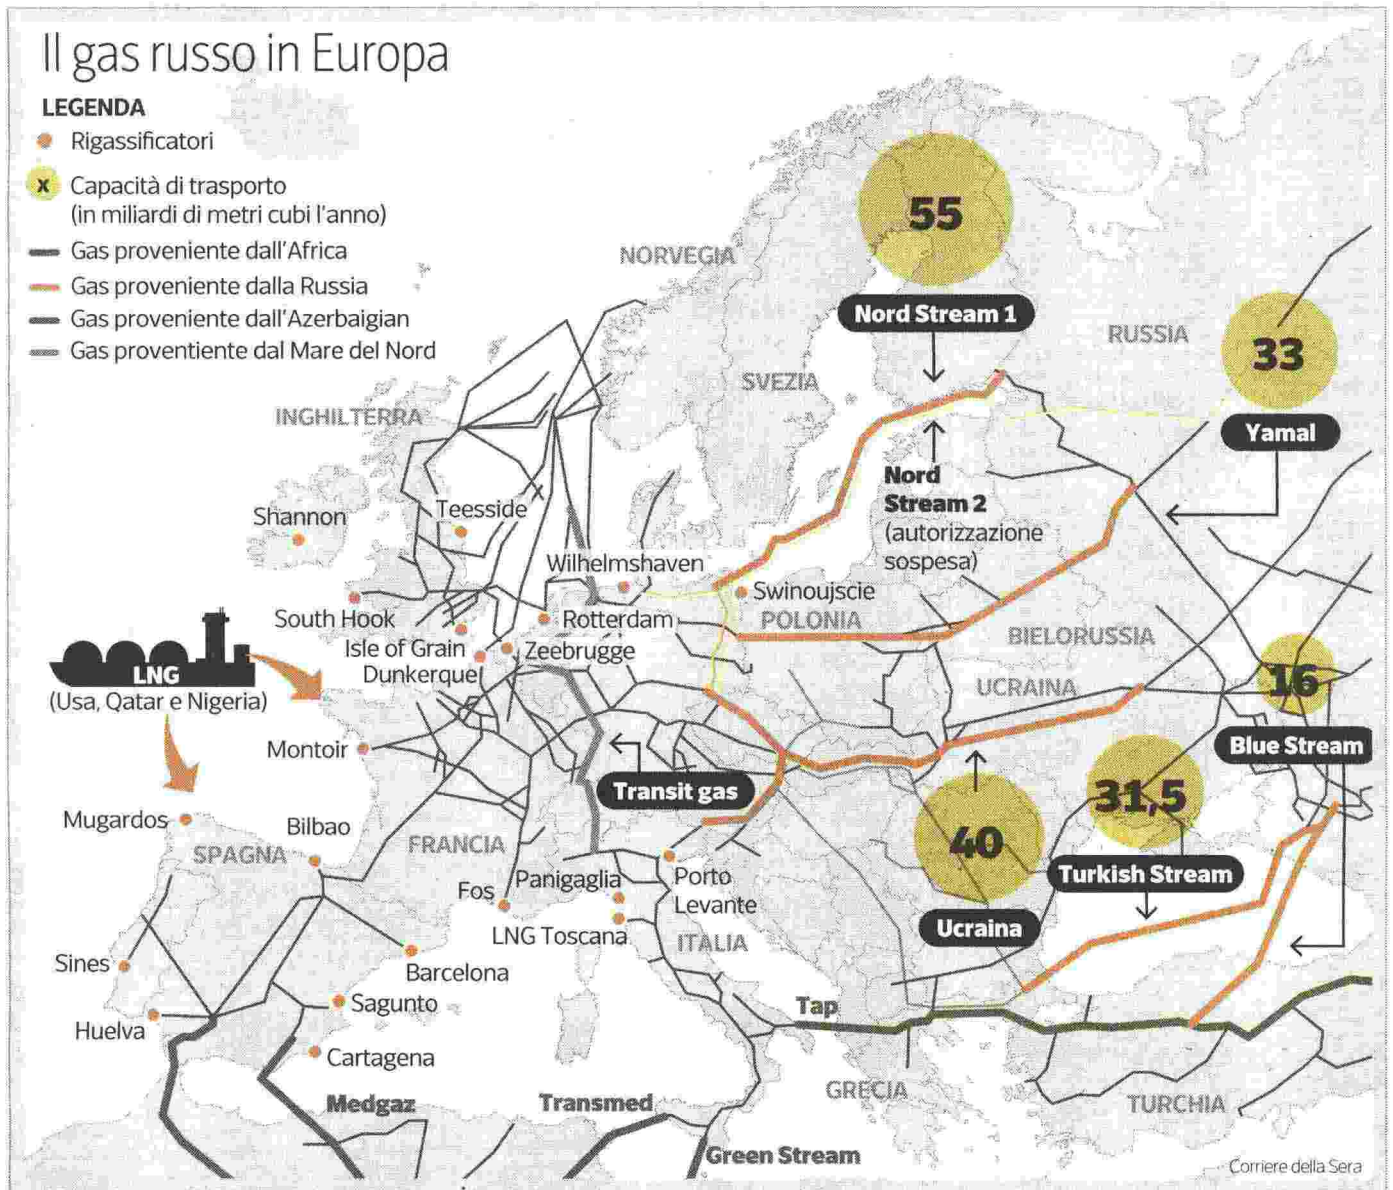 Il gas russo in Europa
LEGENDA
Rigassificatori
x
Capacità di trasporto
(in miliardi di metri cubi l'anno)
Gas proveniente dall'Africa
Gas proveniente dalla Russia
Gas proveniente dall'Azerbaigian
Gas proventiente dal Mare del Nord
55
Nord Stream 1
NORVEGIA
RUSSIA
33
Yamal
SVEZIA
INGHILTERRA
Nord
Stream 2
(autorizzazione
sospesa)
Shannon
Teesside
Wilhelmshaven
Swinoujscie
South Hook
Rotterdam
POLONIA
Isle of Grain
Zeebrugge
BIELORUSSIA
Dunkerque
LNG
(Usa, Qatar e Nigeria)
UCRAINA
16
Blue Stream
Montoir
Transit gas
31,5
Mugardos
Bilbao
40
SPAGNA
FRANCIA
Turkish Stream
Fos
Panigaglia
Porto
Levante
Ucraina
LNG Toscana
ITALIA
Sines
Barcelona
Sagunto
Tap
Huelva
Cartagena
Medgaz
Transmed
GRECIA
TURCHIA
Green Stream
Corriere della Sera